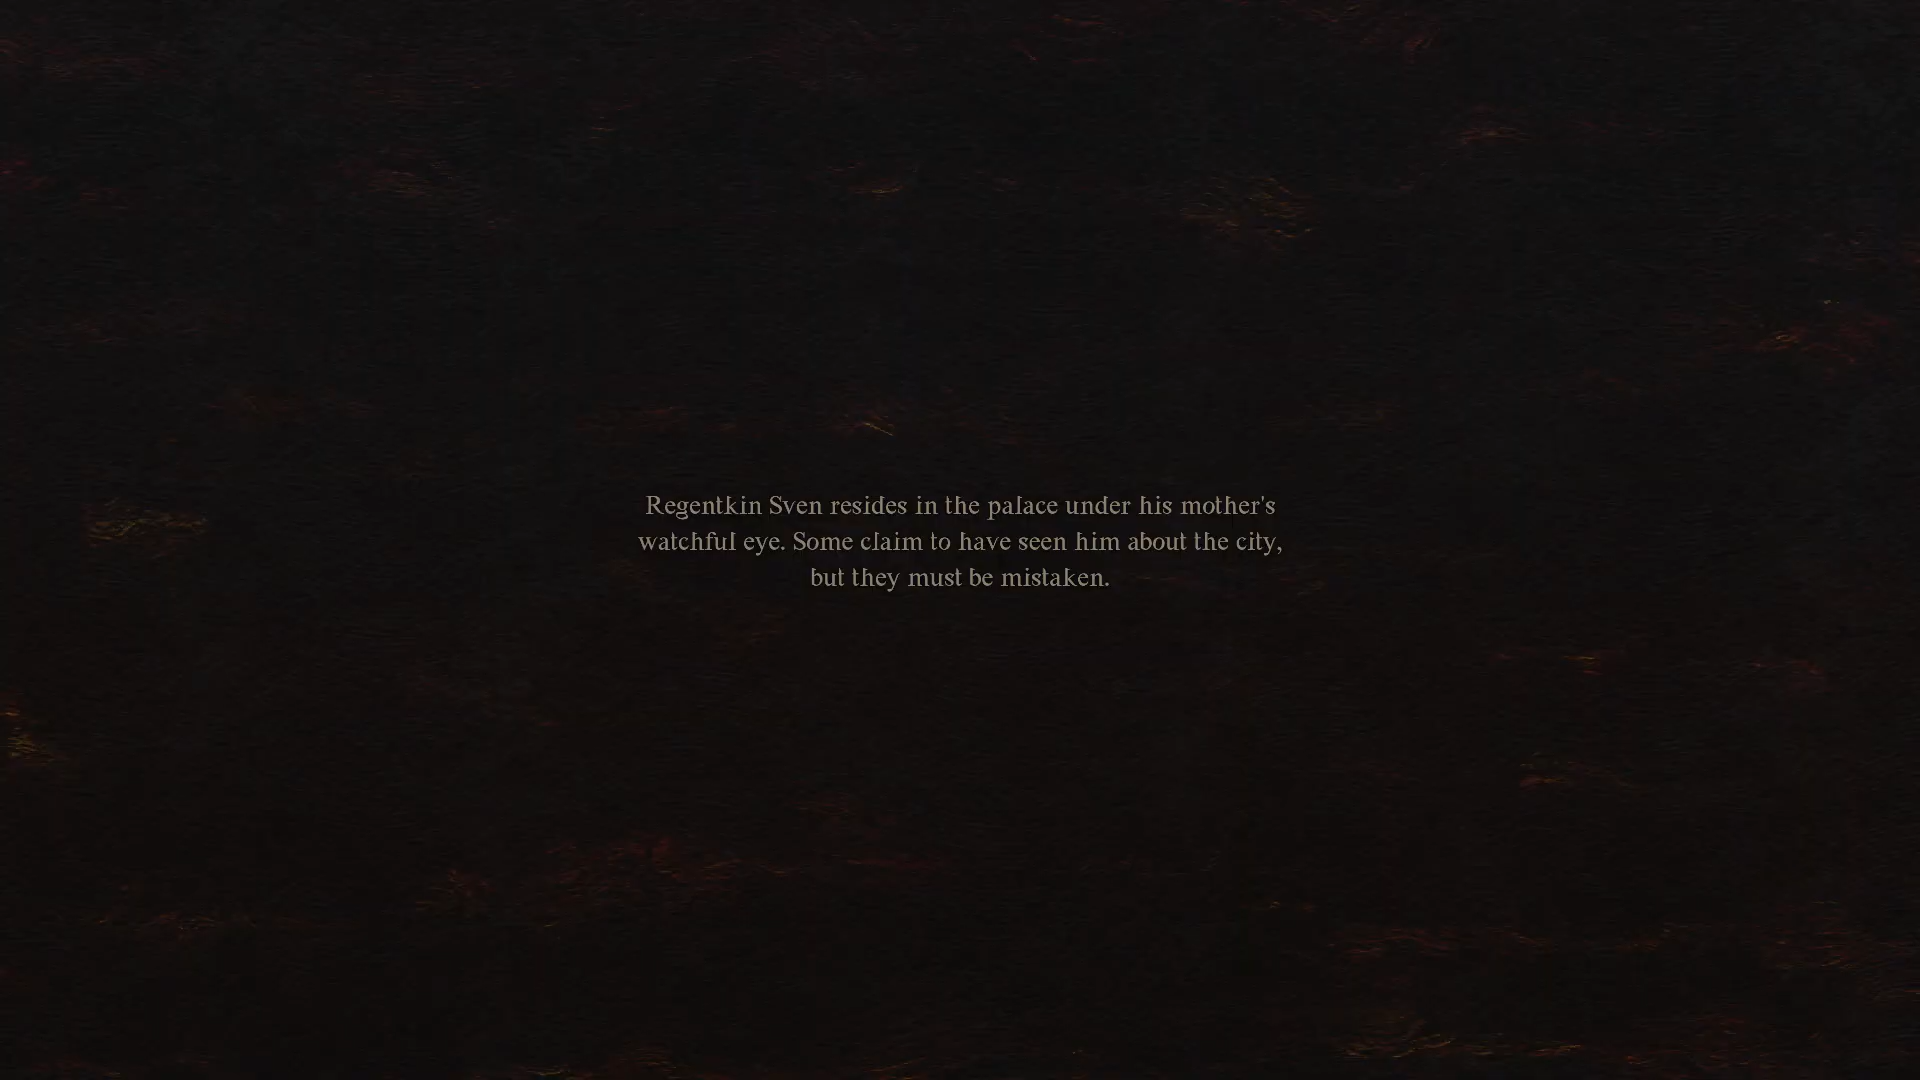 Regentkin Sven resides in the palace under his mother's
watchful eye. Some claim to have seen him about the city,
but they must be mistaken.